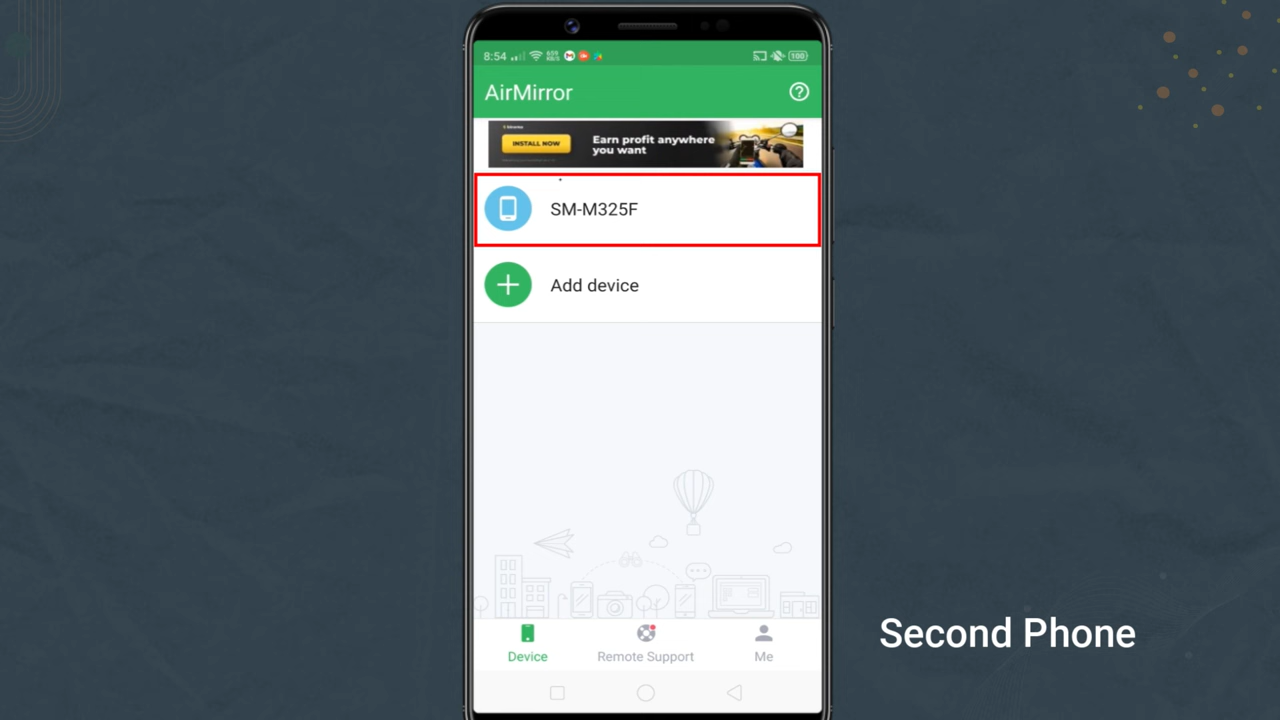 8:54
100
AirMirror
INSTALL NOW
Earn profit anywhere
you want
SM-M325F
Add device
Device
Remote Support
Me
Second Phone